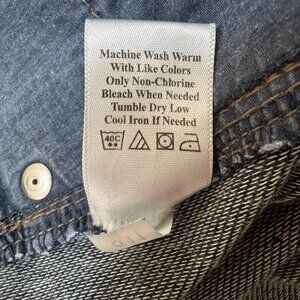 Machine Wash Warm
With Like Colors
Only Non-Chlorine
Bleach When Needed
Tumble Dry Low
Cool Iron If Needed
40C